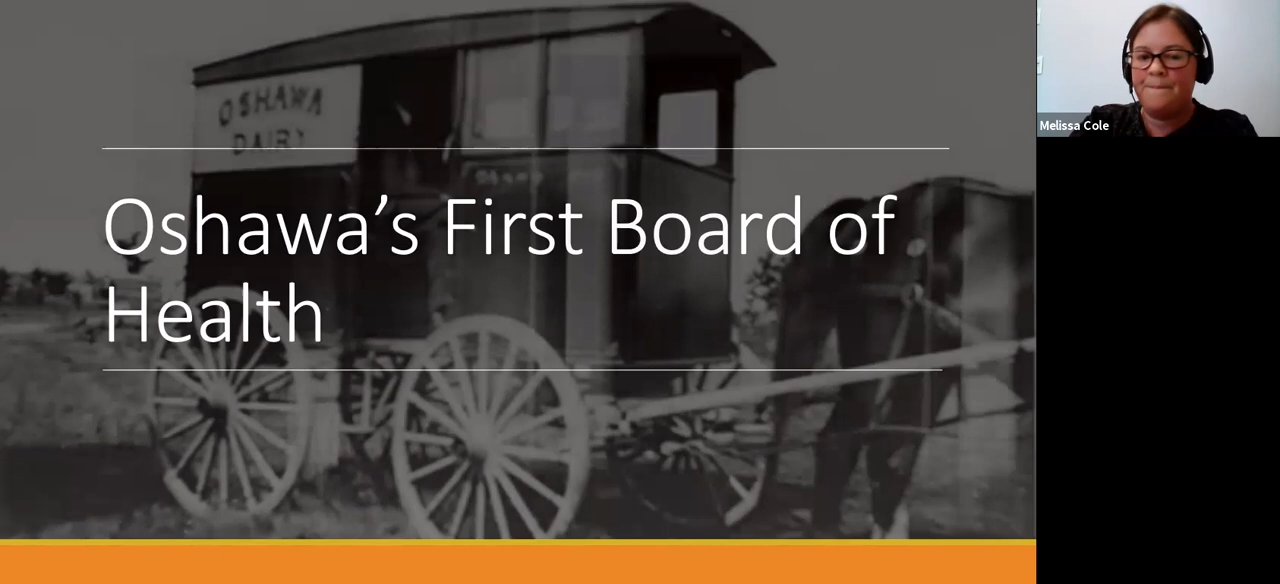 OSHAWA
DAIRY
Oshawa's First Board of
Health
Melissa Cole